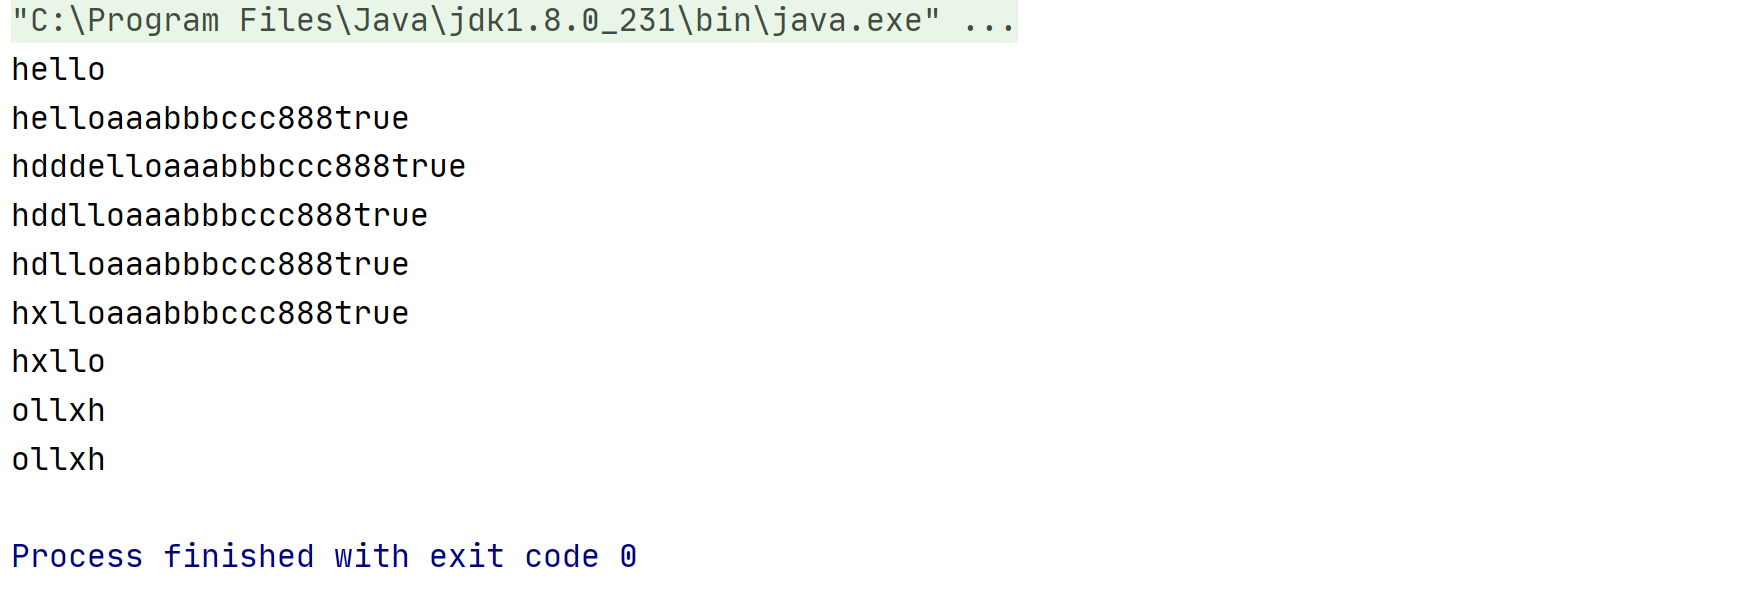 "C:\Program Files\Java\jdk1.8.0_231\bin\java.exe" ...
hello
helloaaabbbccc888true
hdddelloaaabbbccc888true
hddlloaaabbbccc888true
hdlloaaabbbccc888true
hxlloaaabbbccc888true
hxllo
ollxh
ollxh
Process finished with exit code 0